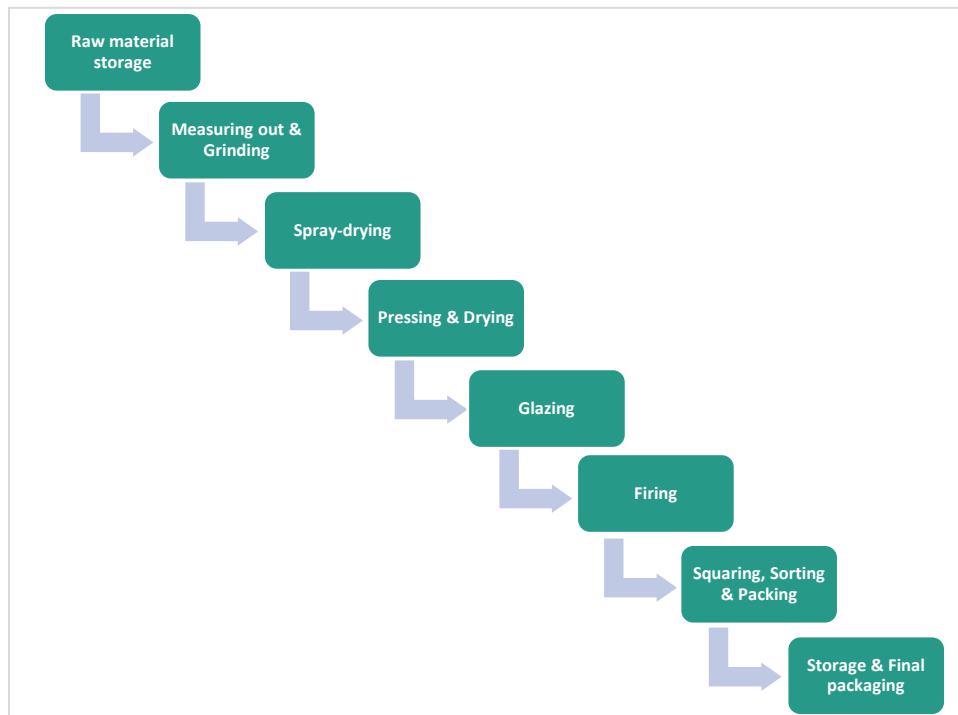 Raw material
storage
Measuring out &
Grinding
Spray-drying
Pressing & Drying
Glazing
Firing
Squaring, Sorting
& Packing
Storage & Final
packaging